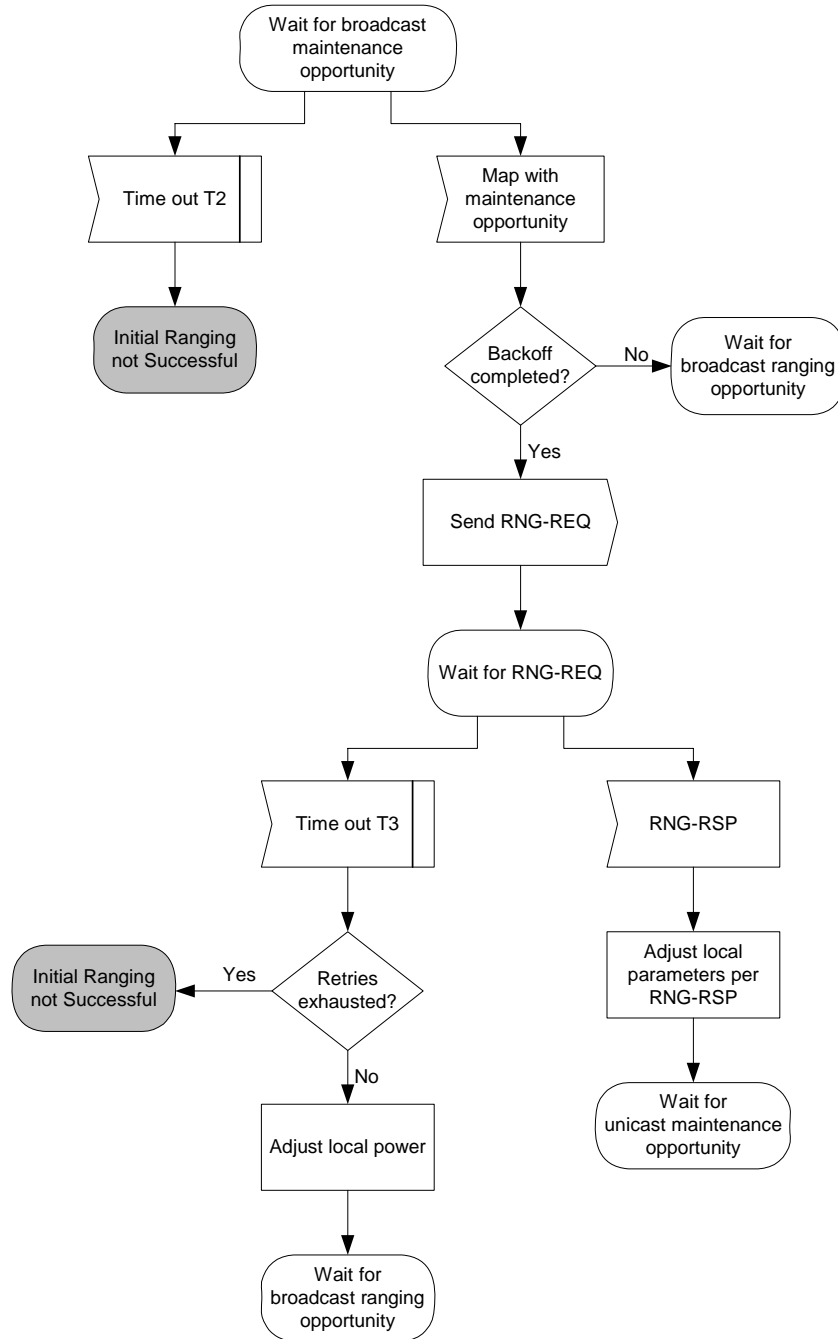 Wait for broadcast
maintenance
opportunity
Time out T2
Map with
maintenance
opportunity
Initial Ranging
not Successful
Backoff
completed?
No
Wait for
broadcast ranging
opportunity
Yes
Send RNG-REQ
Wait for RNG-REQ
Time out T3
RNG-RSP
Initial Ranging
not Successful
Yes
Retries
exhausted?
Adjust local
parameters per
RNG-RSP
No
Adjust local power
Wait for
unicast maintenance
opportunity
Wait for
broadcast ranging
opportunity